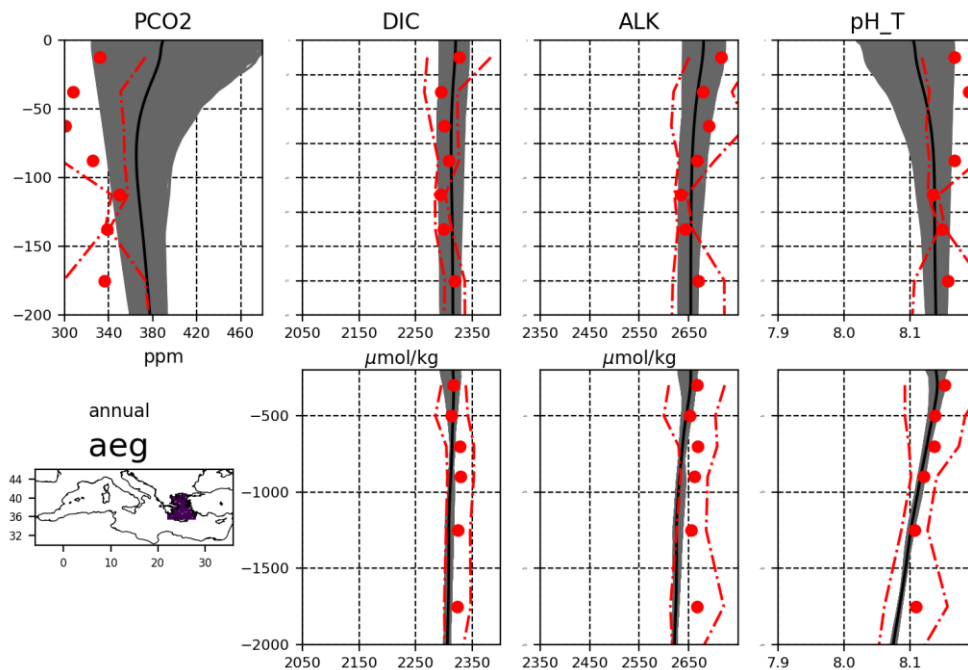 PCO2 DIC ALK pH_T
0
−50
−100
−150
−200
300 340 380 420 460 2050 2150 2250 2350 2350 2450 2550 2650 7.9 8.0 8.1
ppm μmol/kg μmol/kg
annual
aeg
44
40
36
32
0 10 20 30
−500
−1000
−1500
−2000
2050 2150 2250 2350 2350 2450 2550 2650 7.9 8.0 8.1